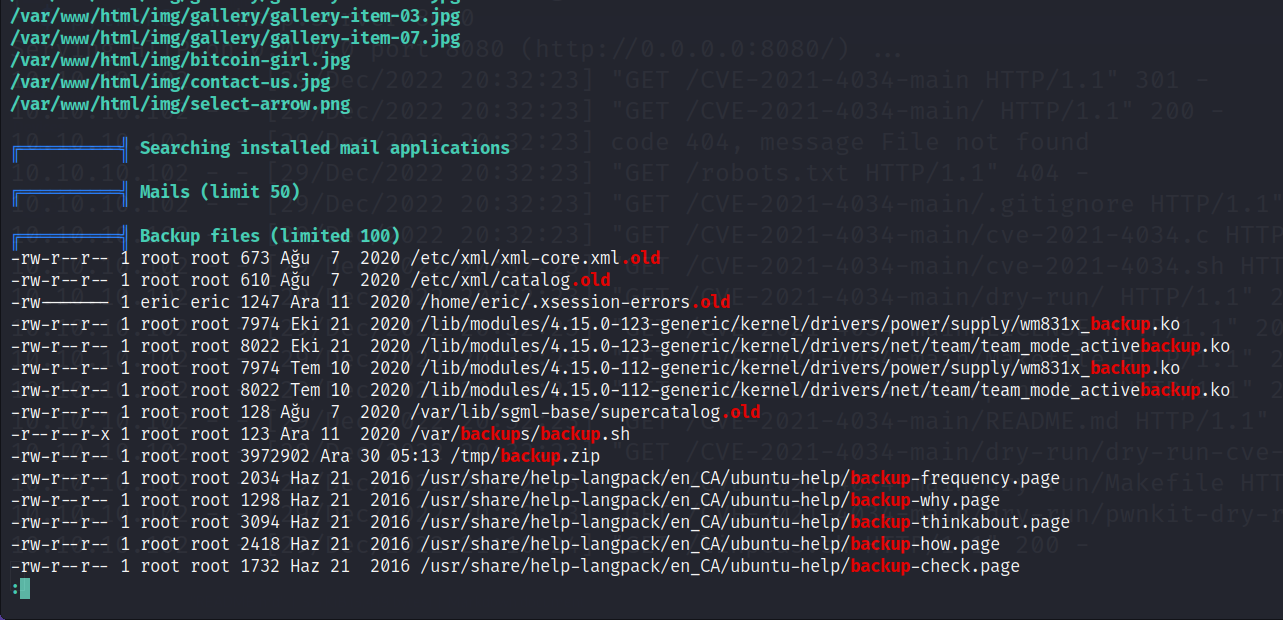 /var/www/html/img/gallery/gallery-item-03.jpg
/var/www/html/img/gallery/gallery-item-07.jpg
/var/www/html/img/bitcoin-girl.jpg
/var/www/html/img/contact-us.jpg
/var/www/html/img/select-arrow.png
╔══════════╣ Searching installed mail applications
╔══════════╣ Mails (limit 50)
╔══════════╣ Backup files (limited 100)
-rw-r--r-- 1 root root 673 Ağu  7  2020 /etc/xml/xml-core.xml.old
-rw-r--r-- 1 root root 610 Ağu  7  2020 /etc/xml/catalog.old
-rw------- 1 eric eric 1247 Ara 11  2020 /home/eric/.xsession-errors.old
-rw-r--r-- 1 root root 7974 Eki 21  2020 /lib/modules/4.15.0-123-generic/kernel/drivers/power/supply/wm831x_backup.ko
-rw-r--r-- 1 root root 8022 Eki 21  2020 /lib/modules/4.15.0-123-generic/kernel/drivers/net/team/team_mode_activebackup.ko
-rw-r--r-- 1 root root 7974 Tem 10  2020 /lib/modules/4.15.0-112-generic/kernel/drivers/power/supply/wm831x_backup.ko
-rw-r--r-- 1 root root 8022 Tem 10  2020 /lib/modules/4.15.0-112-generic/kernel/drivers/net/team/team_mode_activebackup.ko
-rw-r--r-- 1 root root 128 Ağu  7  2020 /var/lib/sgml-base/supercatalog.old
-r--r--r-x 1 root root 123 Ara 11  2020 /var/backups/backup.sh
-rw-r--r-- 1 root root 3972902 Ara 30 05:13 /tmp/backup.zip
-rw-r--r-- 1 root root 2034 Haz 21  2016 /usr/share/help-langpack/en_CA/ubuntu-help/backup-frequency.page
-rw-r--r-- 1 root root 1298 Haz 21  2016 /usr/share/help-langpack/en_CA/ubuntu-help/backup-why.page
-rw-r--r-- 1 root root 3094 Haz 21  2016 /usr/share/help-langpack/en_CA/ubuntu-help/backup-thinkabout.page
-rw-r--r-- 1 root root 2418 Haz 21  2016 /usr/share/help-langpack/en_CA/ubuntu-help/backup-how.page
-rw-r--r-- 1 root root 1732 Haz 21  2016 /usr/share/help-langpack/en_CA/ubuntu-help/backup-check.page
: